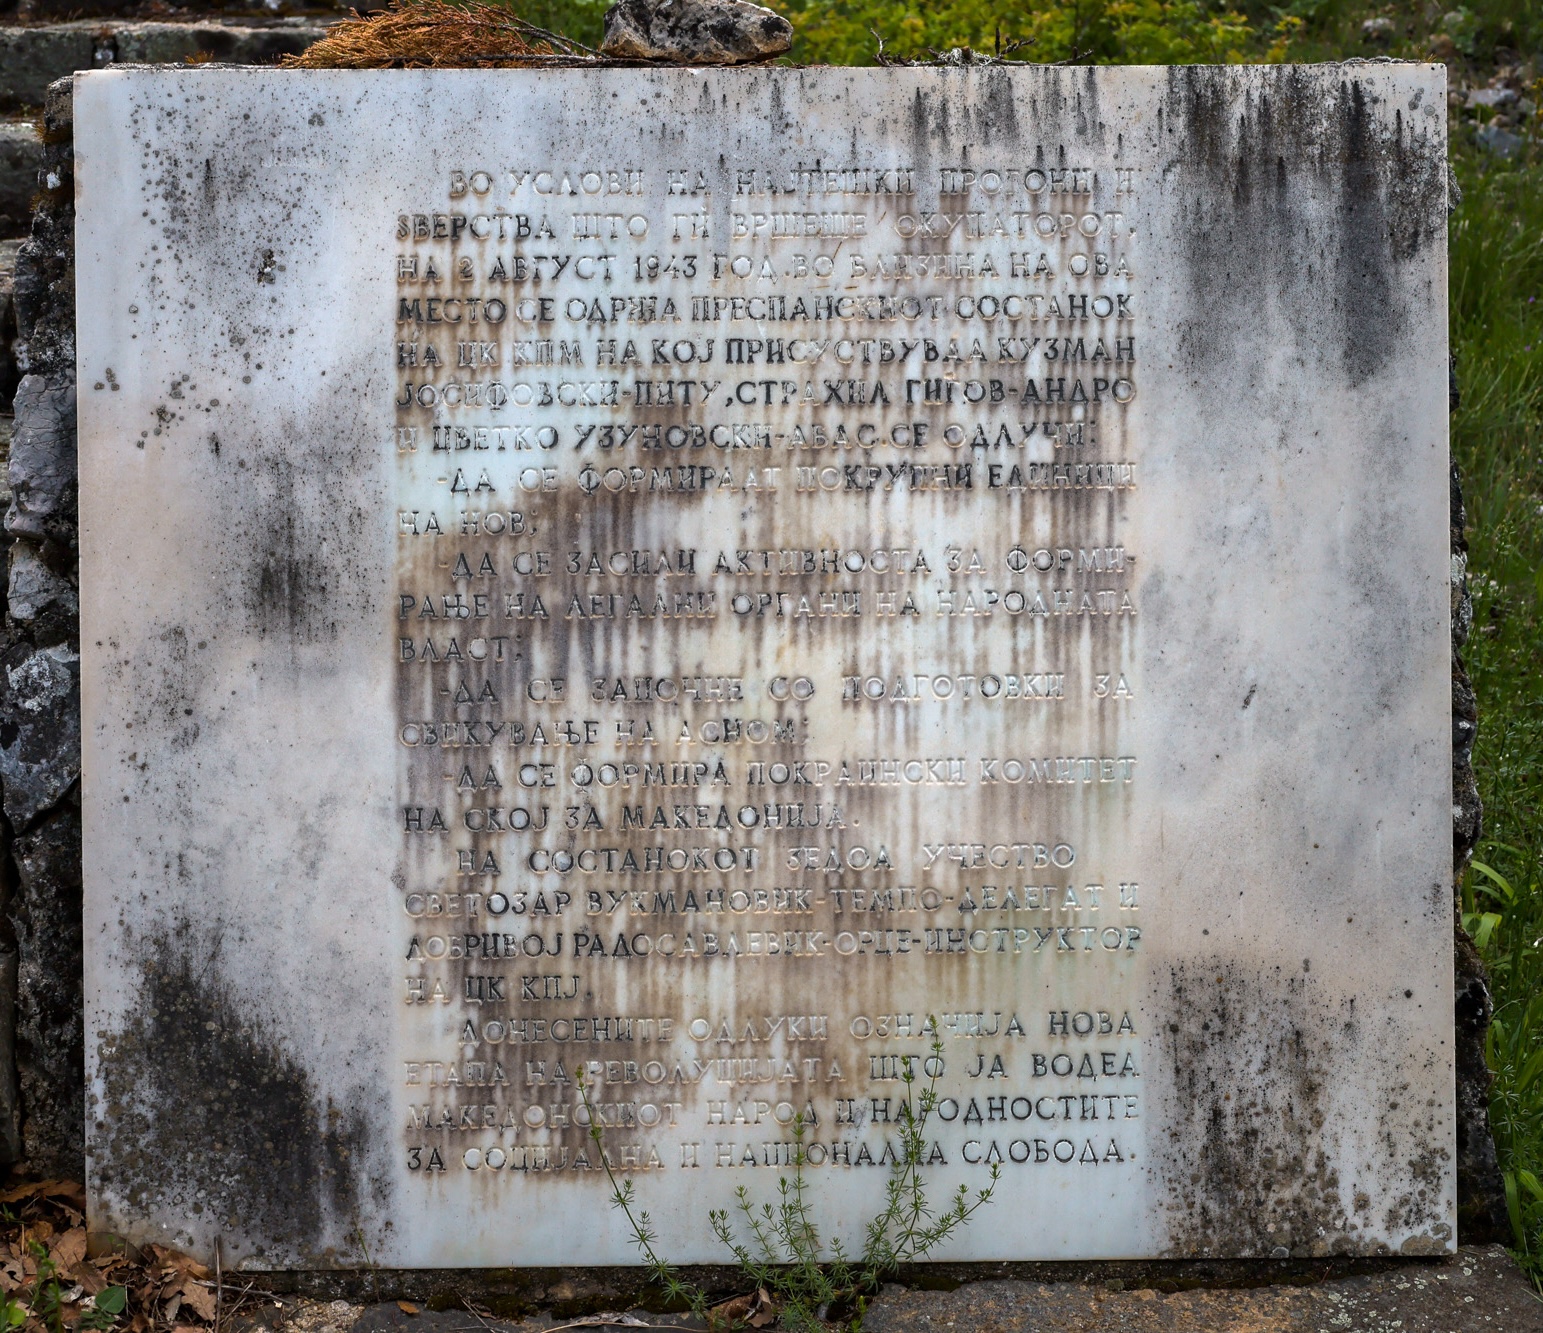 ВО УСЛОВИ НА НАЈТЕШКИ ПРОГОНИ И
ЅВЕРСТВА ШТО ГИ ВРШЕШЕ ОКУПАТОРОТ,
НА 2 АВГУСТ 1943 ГОД. ВО БЛИЗИНА НА ОВА
МЕСТО СЕ ОДРЖА ПРЕСПАНСКИОТ СОСТАНОК
НА ЦК КПМ НА КОЈ ПРИСУСТВУВАА КУЗМАН
ЈОСИФОВСКИ-ПИТУ, СТРАХИЛ ГИГОВ-АНДРО
И ЦВЕТКО УЗУНОВСКИ-АБАС. СЕ ОДЛУЧИ:
-ДА СЕ ФОРМИРААТ ПОКРУПНИ ЕДИНИЦИ
НА НОВ;
-ДА СЕ ЗАСИЛИ АКТИВНОСТА ЗА ФОРМИ-
РАЊЕ НА ЛЕГАЛНИ ОРГАНИ НА НАРОДНАТА
ВЛАСТ;
-ДА СЕ ЗАПОЧНЕ СО ПОДГОТОВКИ ЗА
СВИКУВАЊЕ НА АСНОМ;
-ДА СЕ ФОРМИРА ПОКРАИНСКИ КОМИТЕТ
НА СКОЈ ЗА МАКЕДОНИЈА.
НА СОСТАНОКОТ ЗЕДОА УЧЕСТВО
СВЕТОЗАР ВУКМАНОВИЌ-ТЕМПО-ДЕЛЕГАТ И
ДОБРИВОЈ РАДОСАВЛЕВИЌ-ОРЦЕ-ИНСТРУКТОР
НА ЦК КПЈ.
ДОНЕСЕНИТЕ ОДЛУКИ ОЗНАЧИЈА НОВА
ЕТАПА НА РЕВОЛУЦИЈАТА ШТО ЈА ВОДЕА
МАКЕДОНСКИОТ НАРОД И НАРОДНОСТИТЕ
ЗА СОЦИЈАЛНА И НАЦИОНАЛНА СЛОБОДА.